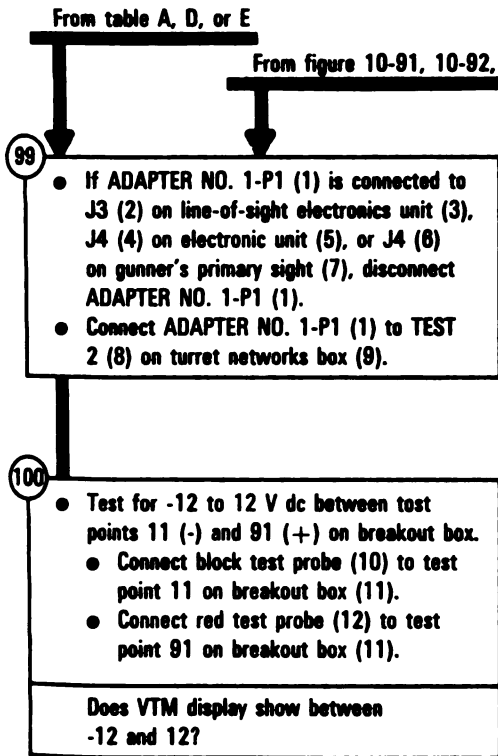 From table A, D, or E
From figure 10-91, 10-92,
99
● If ADAPTER NO. 1-P1 (1) is connected to
J3 (2) on line-of-sight electronics unit (3),
J4 (4) on electronic unit (5), or J4 (6)
on gunner's primary sight (7), disconnect
ADAPTER NO. 1-P1 (1).
● Connect ADAPTER NO. 1-P1 (1) to TEST
2 (8) on turret networks box (9).
100
● Test for -12 to 12 V dc between tost
points 11 (-) and 91 (+) on breakout box.
● Connect block test probe (10) to test
point 11 on breakout box (11).
● Connect red test probe (12) to test
point 91 on breakout box (11).
Does VTM display show between
-12 and 12?